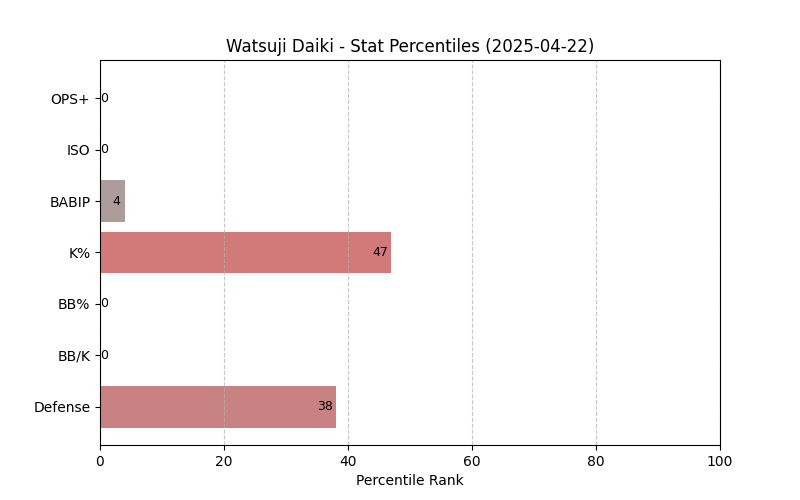 Watsuji Daiki - Stat Percentiles (2025-04-22)
OPS+ 0
ISO 0
BABIP 4
K% 47
BB% 0
BB/K 0
Defense 38
0 20 40 60 80 100
Percentile Rank